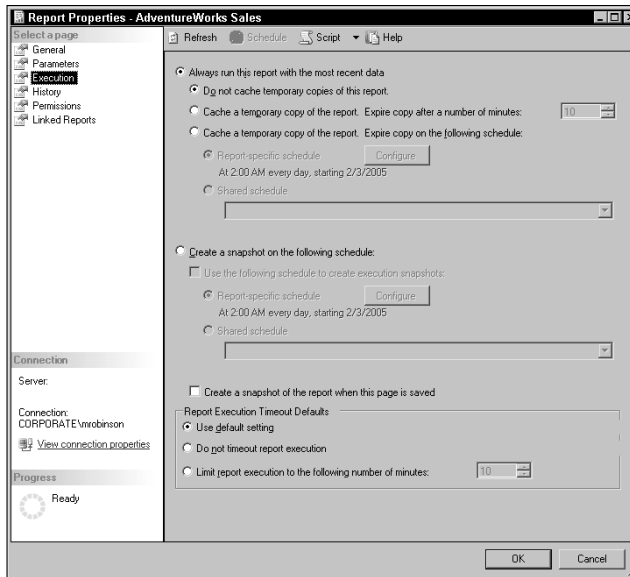 Report Properties - AdventureWorks Sales
Select a page
General
Parameters
Execution
History
Permissions
Linked Reports
Refresh Schedule Script Help
Always run this report with the most recent data
Do not cache temporary copies of this report.
Cache a temporary copy of the report. Expire copy after a number of minutes: 10
Cache a temporary copy of the report. Expire copy on the following schedule:
Report-specific schedule Configure
At 2:00 AM every day, starting 2/3/2005
Shared schedule
Create a snapshot on the following schedule:
Use the following schedule to create execution snapshots:
Report-specific schedule Configure
At 2:00 AM every day, starting 2/3/2005
Shared schedule
Create a snapshot of the report when this page is saved
Report Execution Timeout Defaults
Use default setting
Do not timeout report execution
Limit report execution to the following number of minutes: 10
Connection
Server:
Connection:
CORPORATE\mrobinson
View connection properties
Progress
Ready
OK Cancel